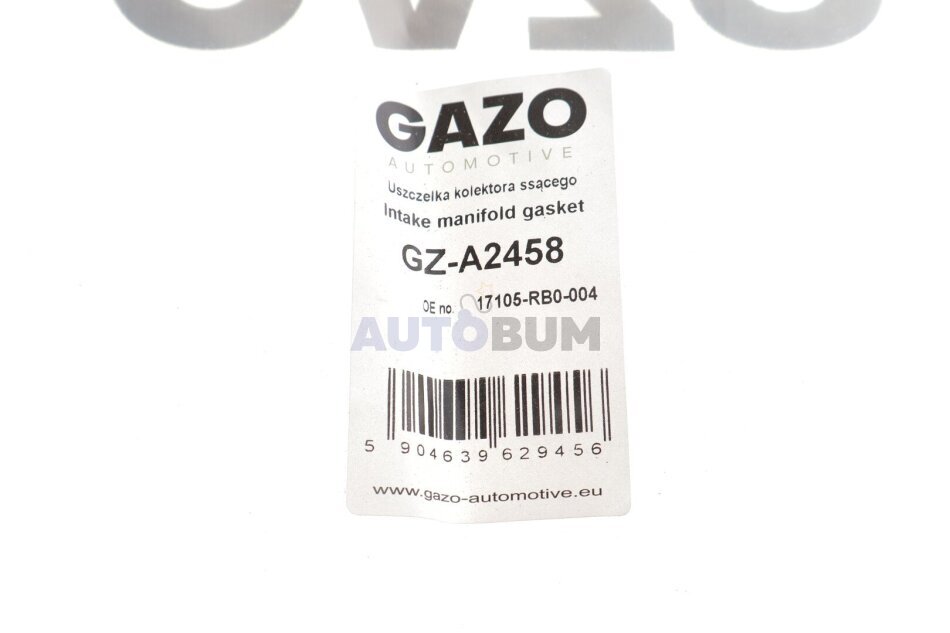 GAZO
GAZO
AUTOMOTIVE
Uszczelka kolektora ssącego
Intake manifold gasket
GZ-A2458
OE no. 17105-RB0-004
AUTOBUM
5 904639 629456
www.gazo-automotive.eu